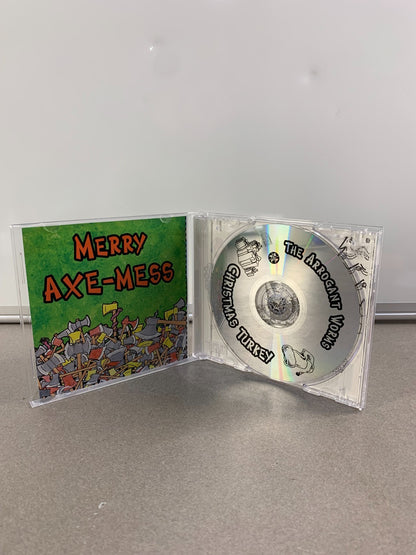 MERRY
AXE-MESS
THE ARROGANT WORMS
CHRISTMAS TURKEY